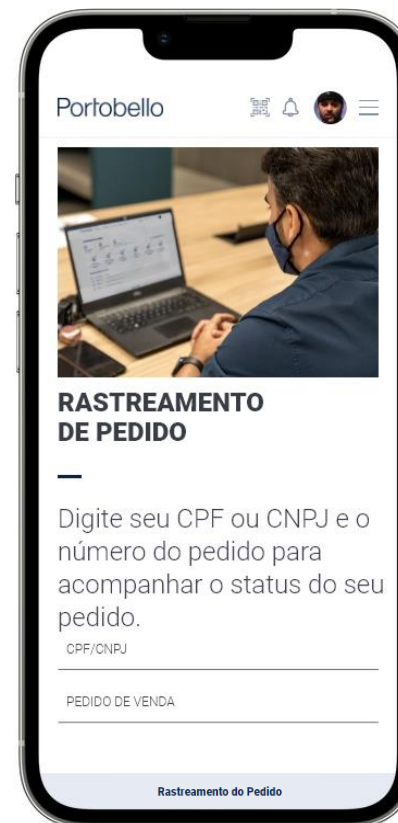 Portobello
RASTREAMENTO
DE PEDIDO
Digite seu CPF ou CNPJ e o
número do pedido para
acompanhar o status do seu
pedido.
CPF/CNPJ
PEDIDO DE VENDA
Rastreamento do Pedido